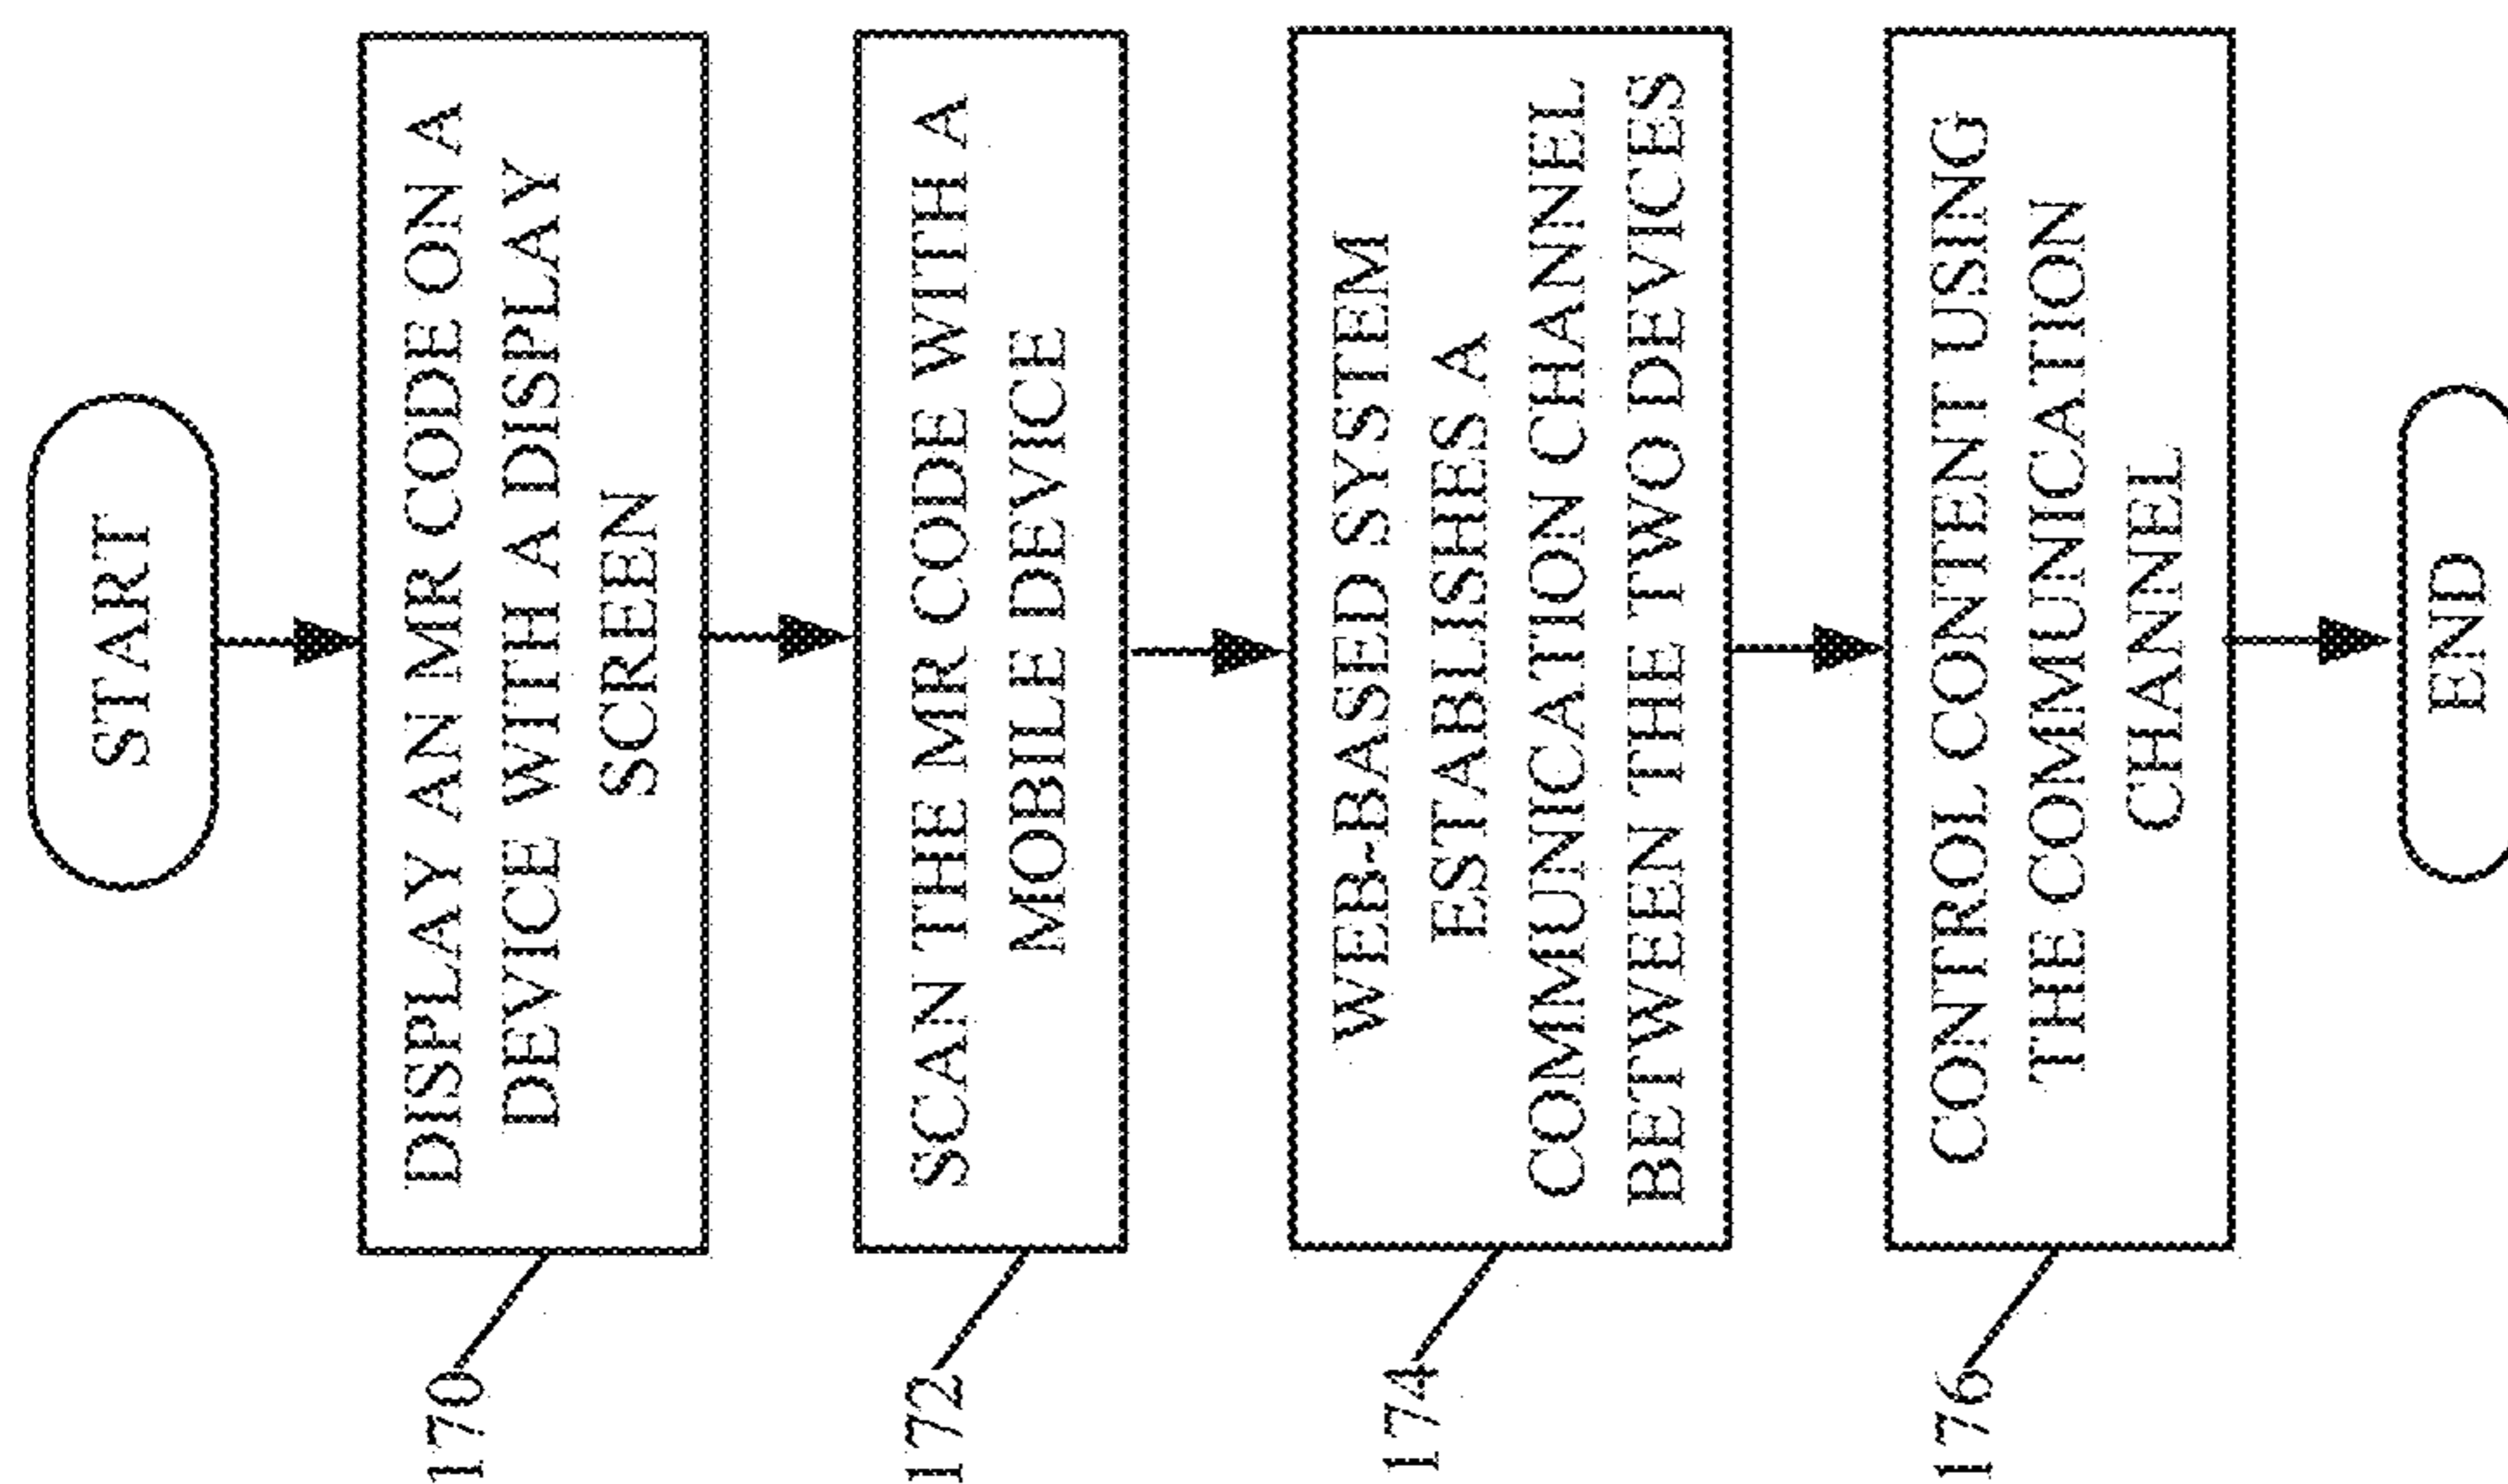 START
DISPLAY AN MR CODE ON A
DEVICE WITH A DISPLAY
SCREEN
170
SCAN THE MR CODE WITH A
MOBILE DEVICE
172
WEB-BASED SYSTEM
ESTABLISHES A
COMMUNICATION CHANNEL
BETWEEN THE TWO DEVICES
174
CONTROL CONTENT USING
THE COMMUNICATION
CHANNEL
176
END